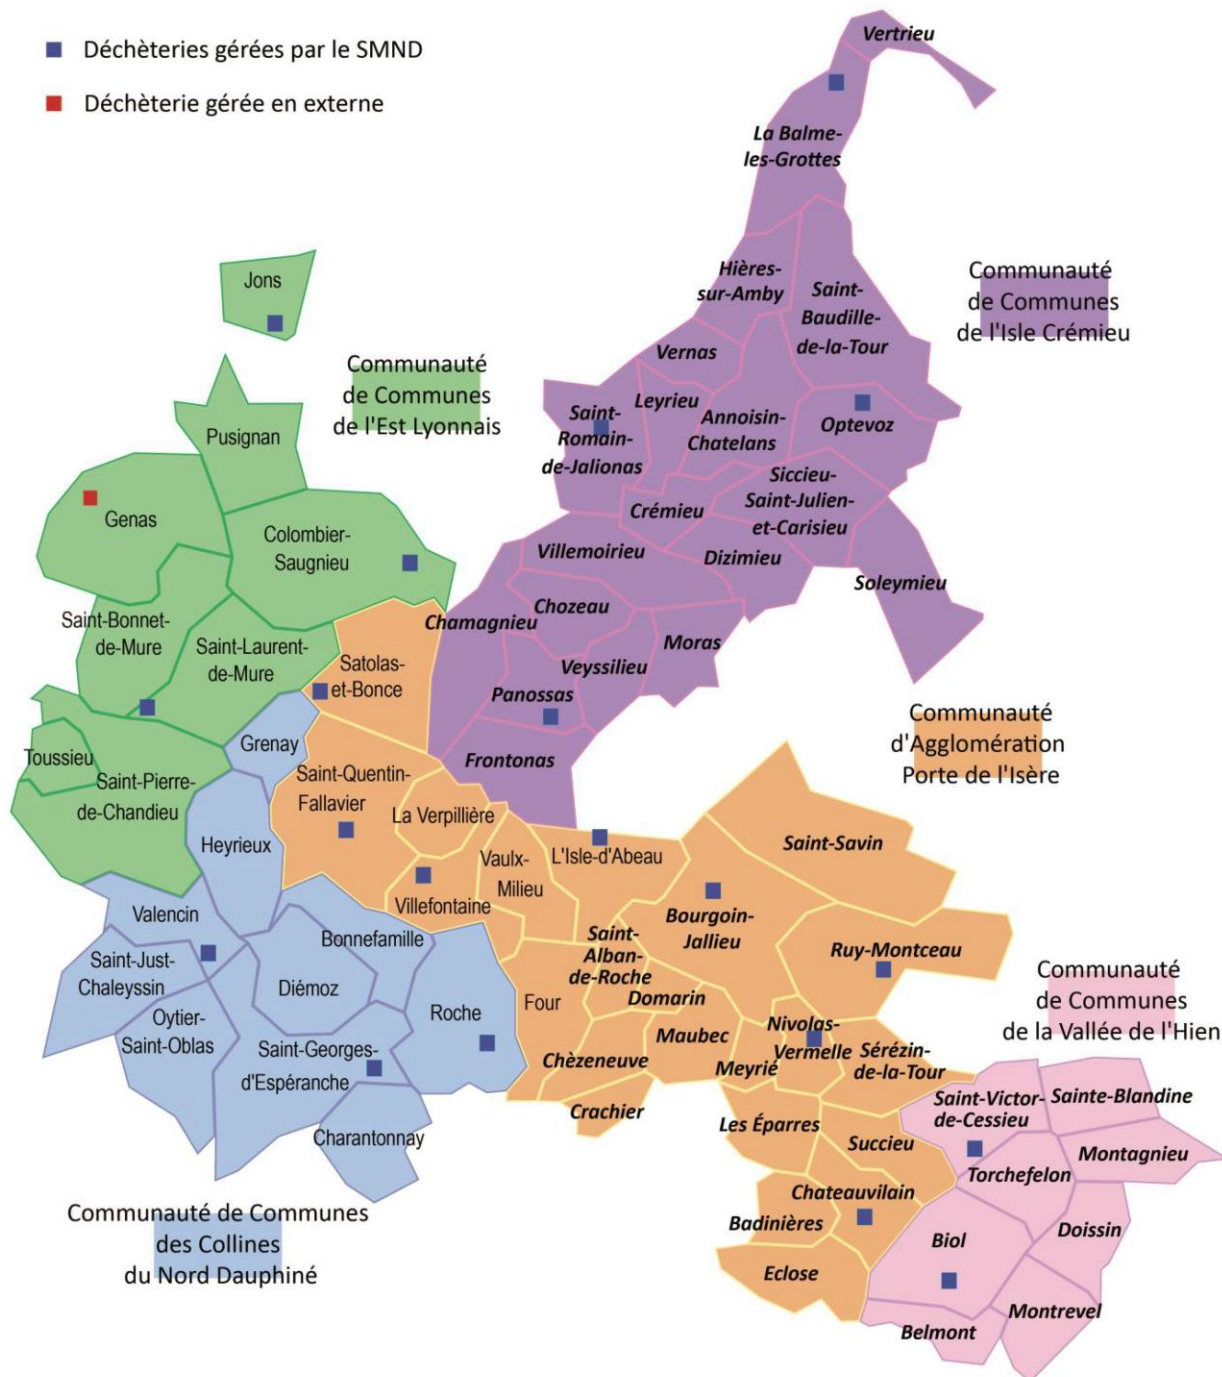 Déchèteries gérées par le SMND
Déchèterie gérée en externe
Vertrieu
La Balme-
les-Grottes
Hières-
sur-Amby
Saint-
Baudille-
de-la-Tour
Communauté
de Communes
de l'Isle Crémieu
Jons
Communauté
de Communes
de l'Est Lyonnais
Vernas
Leyrieu
Saint-
Romain-
de-Jalionas
Annoisin-
Chatelans
Optevoz
Pusignan
Genas
Colombier-
Saugnieu
Siccieu-
Saint-Julien-
et-Carisieu
Crémieu
Villemoirieu
Dizimieu
Soleymieu
Chozeau
Chamagnieu
Moras
Veyssilieu
Panossas
Frontonas
Saint-Bonnet-
de-Mure
Saint-Laurent-
de-Mure
Satolas-
et-Bonce
Grenay
Toussieu
Saint-Pierre-
de-Chandieu
Communauté
d'Agglomération
Porte de l'Isère
Saint-Quentin-
Fallavier
La Verpillière
Heyrieux
Vaulx-
Milieu
L'Isle-d'Abeau
Saint-Savin
Villefontaine
Valencin
Bourgoin-
Jallieu
Saint-
Alban-
de-Roche
Ruy-Montceau
Bonnefamille
Saint-Just-
Chaleyssin
Diémoz
Four
Domarin
Communauté
de Communes
de la Vallée de l'Hien
Oytier-
Saint-Oblas
Roche
Nivolas-
Vermelle
Maubec
Saint-Georges-
d'Espéranche
Chèzeneuve
Meyrié
Sérézin-
de-la-Tour
Crachier
Saint-Victor-
de-Cessieu
Sainte-Blandine
Les Éparres
Succieu
Charantonnay
Montagnieu
Torchefelon
Chateauvilain
Badinières
Communauté de Communes
des Collines
du Nord Dauphiné
Doissin
Biol
Eclose
Montrevel
Belmont